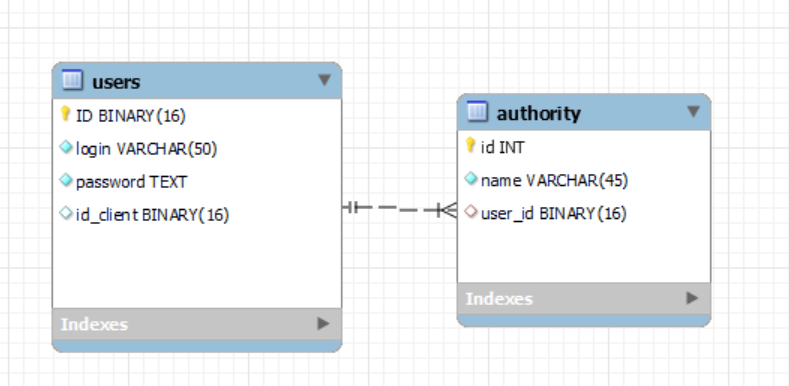 users
ID BINARY(16)
login VARCHAR(50)
password TEXT
id_client BINARY(16)
Indexes
authority
id INT
name VARCHAR(45)
user_id BINARY(16)
Indexes